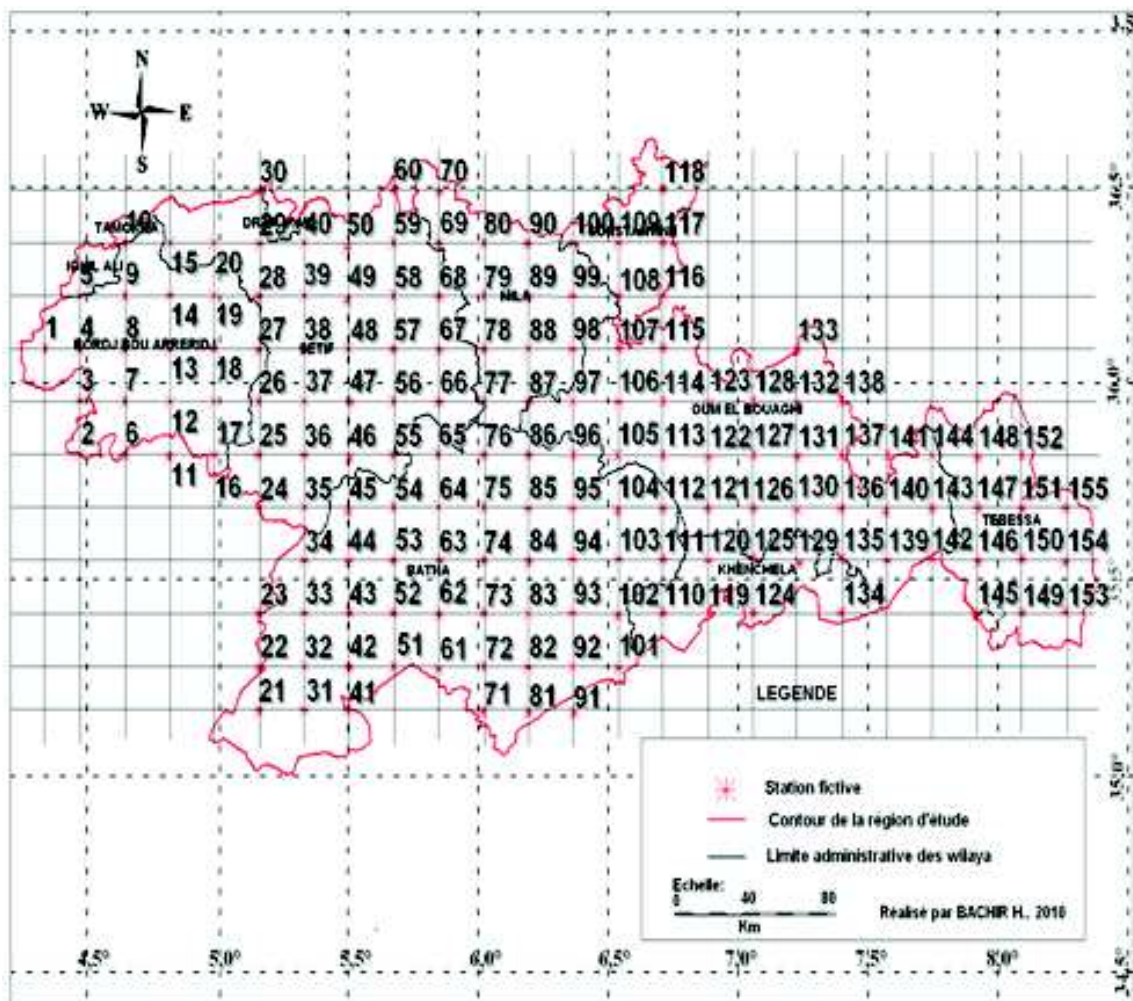 N
W E
S
3,5
30 60 70 118
36,5°
10 29 40 50 59 69 80 90 100 109 117
5 9 15 20 28 39 49 58 68 79 89 99 108 116
MILA
1 4 8 14 19 27 38 48 57 67 78 88 98 107 115 133
BORDJ BOU ARRERIDJ SETIF
3 7 13 18 26 37 47 56 66 77 87 97 106 114 123 128 132 138
36,0°
OUM EL BOUAGHI
2 6 12 17 25 36 46 55 65 76 86 96 105 113 122 127 131 137 141 144 148 152
11 16 24 35 45 54 64 75 85 95 104 112 121 126 130 136 140 143 147 151 155
TEBESSA
34 44 53 63 74 84 94 103 111 120 125 129 135 139 142 146 150 154
BATNA KHENCHELA
23 33 43 52 62 73 83 93 102 110 119 124 134 145 149 153
22 32 42 51 61 72 82 92 101
21 31 41 71 81 91
LEGENDE
35,0°
Station fictive
Contour de la région d'étude
Limite administrative des wilaya
Echelle:
0 40 80
Km
Réalisé par BACHIR H., 2010
4,5° 5,0° 5,5° 6,0° 6,5° 7,0° 7,5° 8,0°
34,5°